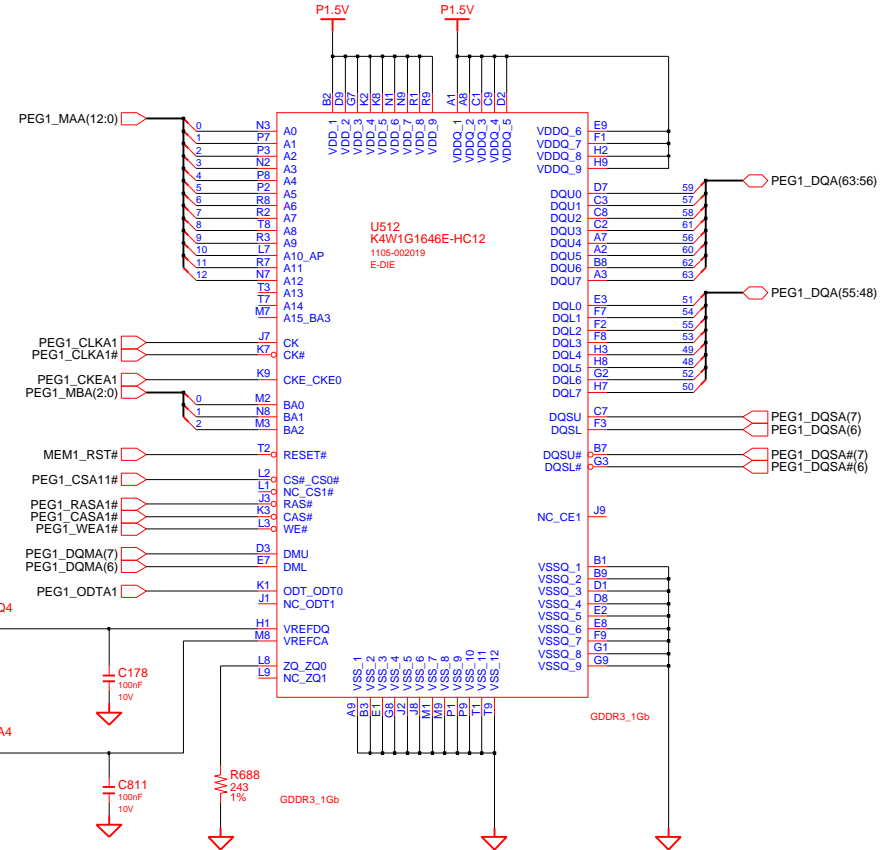 P1.5V P1.5V
B2 D9 G7 K2 K8 N1 N9 R1 R9 A1 A8 C1 C9 D2
VDD_1 VDD_2 VDD_3 VDD_4 VDD_5 VDD_6 VDD_7 VDD_8 VDD_9 VDDQ_1 VDDQ_2 VDDQ_3 VDDQ_4 VDDQ_5
PEG1_MAA(12:0)
0 N3 A0
1 P7 A1
2 P3 A2
3 N2 A3
4 P8 A4
5 P2 A5
6 R8 A6
7 R2 A7
8 T8 A8
9 R3 A9
10 L7 A10_AP
11 R7 A11
12 N7 A12
T3 A13
T7 A14
M7 A15_BA3
PEG1_CLKA1 J7 CK
PEG1_CLKA1# K7 CK#
PEG1_CKEA1 K9 CKE_CKE0
PEG1_MBA(2:0)
0 M2 BA0
1 N8 BA1
2 M3 BA2
MEM1_RST# T2 RESET#
PEG1_CSA11# L2 CS#_CS0#
L1 NC_CS1#
PEG1_RASA1# J3 RAS#
PEG1_CASA1# K3 CAS#
PEG1_WEA1# L3 WE#
PEG1_DQMA(7) D3 DMU
PEG1_DQMA(6) E7 DML
PEG1_ODTA1 K1 ODT_ODT0
J1 NC_ODT1
Q4
H1 VREFDQ
M8 VREFCA
L8 ZQ_ZQ0
L9 NC_ZQ1
U512
K4W1G1646E-HC12
1105-002019
E-DIE
VDDQ_6 E9
VDDQ_7 F1
VDDQ_8 H2
VDDQ_9 H9
DQU0 D7 59 PEG1_DQA(63:56)
DQU1 C3 57
DQU2 C8 58
DQU3 C2 61
DQU4 A7 56
DQU5 A2 60
DQU6 B8 62
DQU7 A3 63
PEG1_DQA(55:48)
DQL0 E3 51
DQL1 F7 54
DQL2 F2 55
DQL3 F8 53
DQL4 H3 49
DQL5 H8 48
DQL6 G2 52
DQL7 H7 50
DQSU C7 PEG1_DQSA(7)
DQSL F3 PEG1_DQSA(6)
DQSU# B7 PEG1_DQSA#(7)
DQSL# G3 PEG1_DQSA#(6)
NC_CE1 J9
VSSQ_1 B1
VSSQ_2 B9
VSSQ_3 D1
VSSQ_4 D8
VSSQ_5 E2
VSSQ_6 E8
VSSQ_7 F9
VSSQ_8 G1
VSSQ_9 G9
VSS_1 VSS_2 VSS_3 VSS_4 VSS_5 VSS_6 VSS_7 VSS_8 VSS_9 VSS_10 VSS_11 VSS_12
A9 B3 E1 G8 J2 J8 M1 M9 P1 P9 T1 T9
GDDR3_1Gb
C178
100nF
10V
A4
C811
100nF
10V
R688
243
1%
GDDR3_1Gb